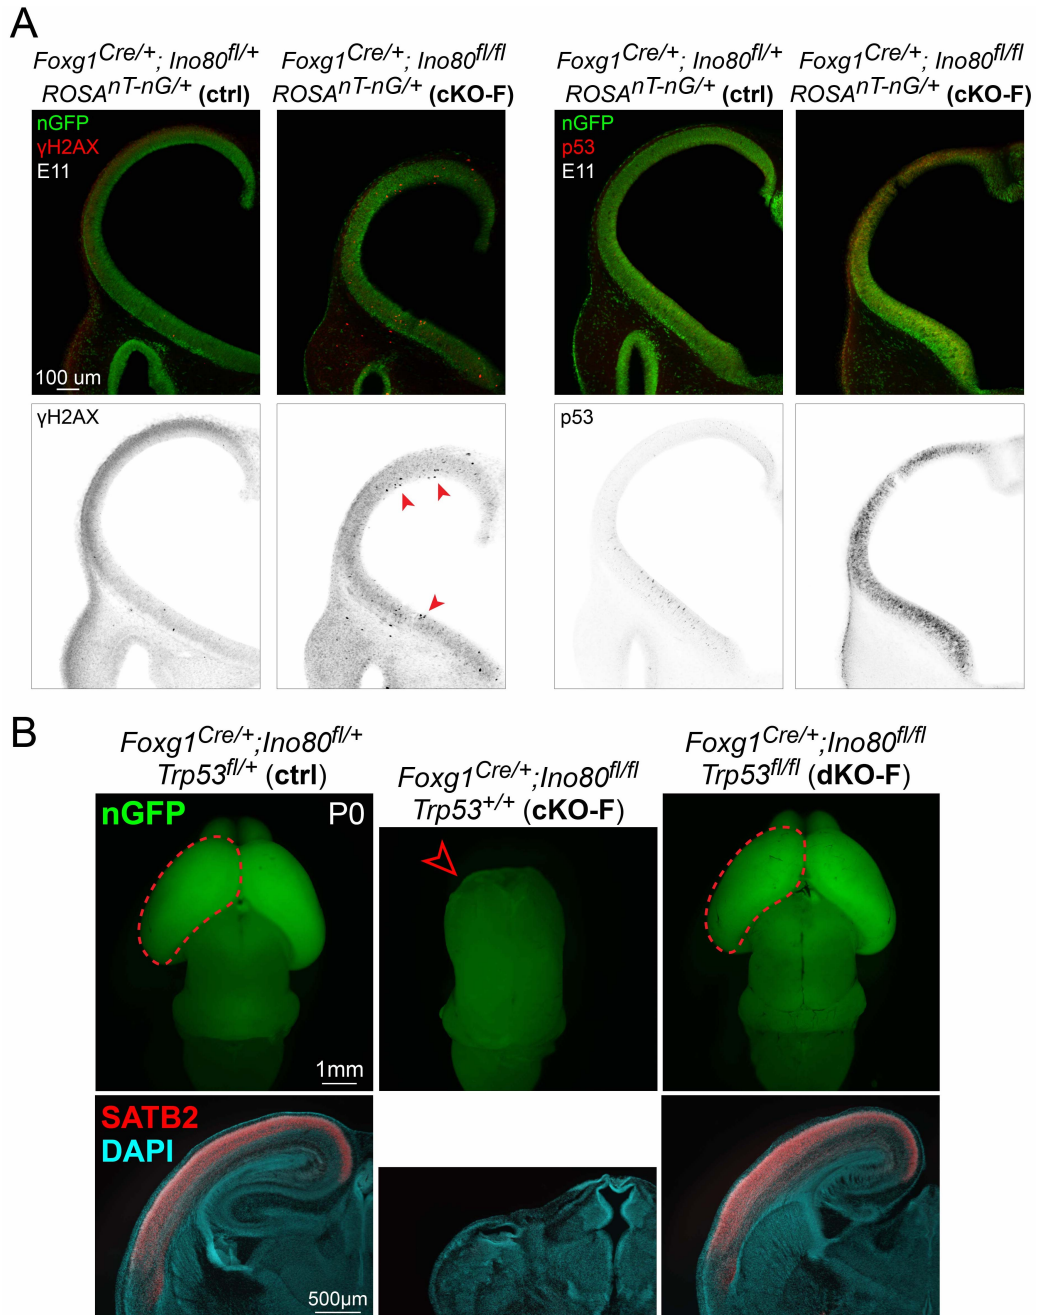 A
Foxg1Cre/+; Ino80fl/+
ROSAnT-nG/+ (ctrl)
Foxg1Cre/+; Ino80fl/fl
ROSAnT-nG/+ (cKO-F)
Foxg1Cre/+; Ino80fl/+
ROSAnT-nG/+ (ctrl)
Foxg1Cre/+; Ino80fl/fl
ROSAnT-nG/+ (cKO-F)
nGFP
γH2AX
E11
100 um
nGFP
p53
E11
γH2AX
p53
B
Foxg1Cre/+;Ino80fl/+
Trp53fl/+ (ctrl)
Foxg1Cre/+;Ino80fl/fl
Trp53+/+ (cKO-F)
Foxg1Cre/+;Ino80fl/fl
Trp53fl/fl (dKO-F)
nGFP
P0
1mm
SATB2
DAPI
500µm